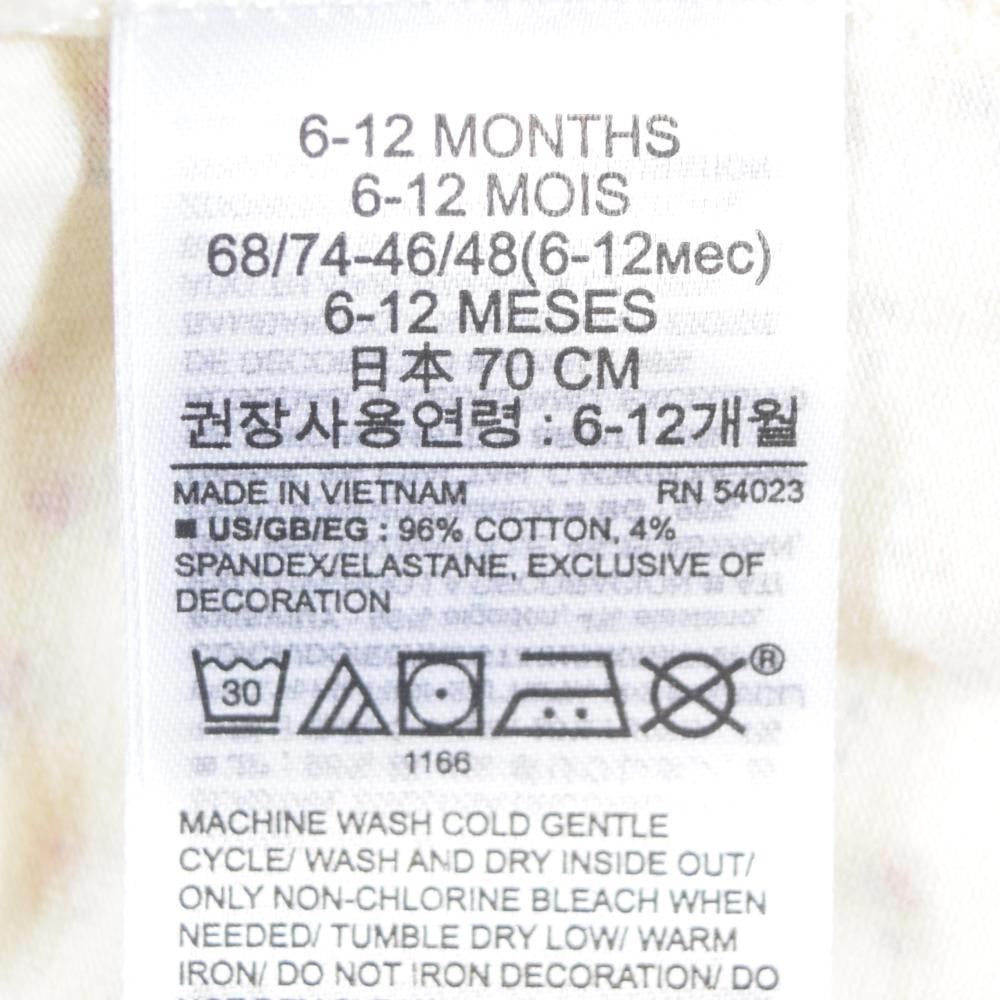 6-12 MONTHS
6-12 MOIS
68/74-46/48(6-12мес)
6-12 MESES
日本 70 CM
권장사용연령 : 6-12개월
MADE IN VIETNAM RN 54023
■ US/GB/EG : 96% COTTON, 4%
SPANDEX/ELASTANE, EXCLUSIVE OF
DECORATION
30 ®
1166
MACHINE WASH COLD GENTLE
CYCLE/ WASH AND DRY INSIDE OUT/
ONLY NON-CHLORINE BLEACH WHEN
NEEDED/ TUMBLE DRY LOW/ WARM
IRON/ DO NOT IRON DECORATION/ DO